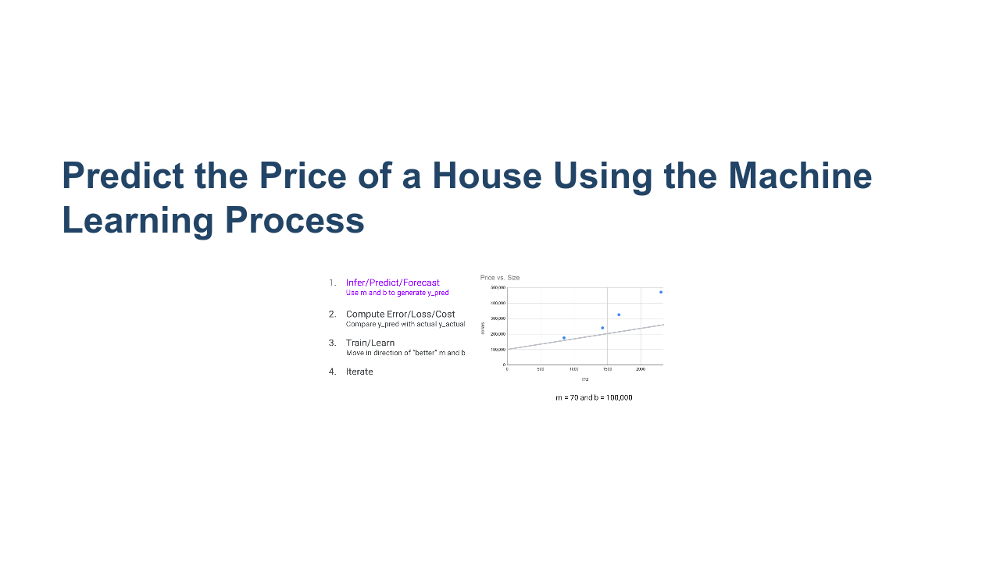 Predict the Price of a House Using the Machine
Learning Process
1. Infer/Predict/Forecast
Use m and b to generate y_pred
2. Compute Error/Loss/Cost
Compare y_pred with actual y_actual
3. Train/Learn
Move in direction of "better" m and b
4. Iterate
Price vs. Size
500,000
400,000
300,000
200,000
100,000
0
dollars
0 500 1000 1500 2000
ft^2
m = 70 and b = 100,000